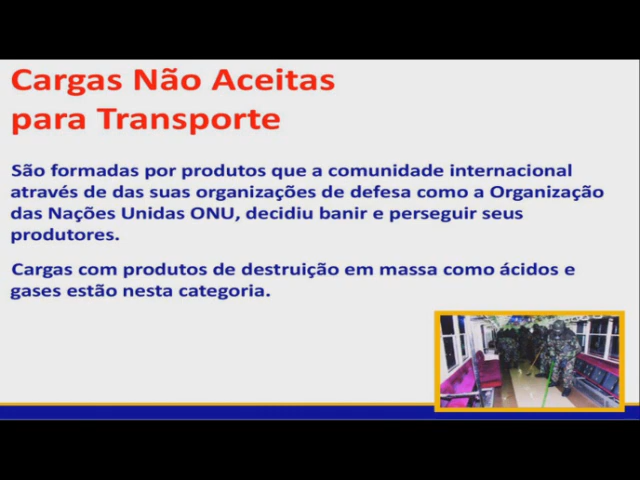 Cargas Não Aceitas
para Transporte
São formadas por produtos que a comunidade internacional
através de das suas organizações de defesa como a Organização
das Nações Unidas ONU, decidiu banir e perseguir seus
produtores.
Cargas com produtos de destruição em massa como ácidos e
gases estão nesta categoria.